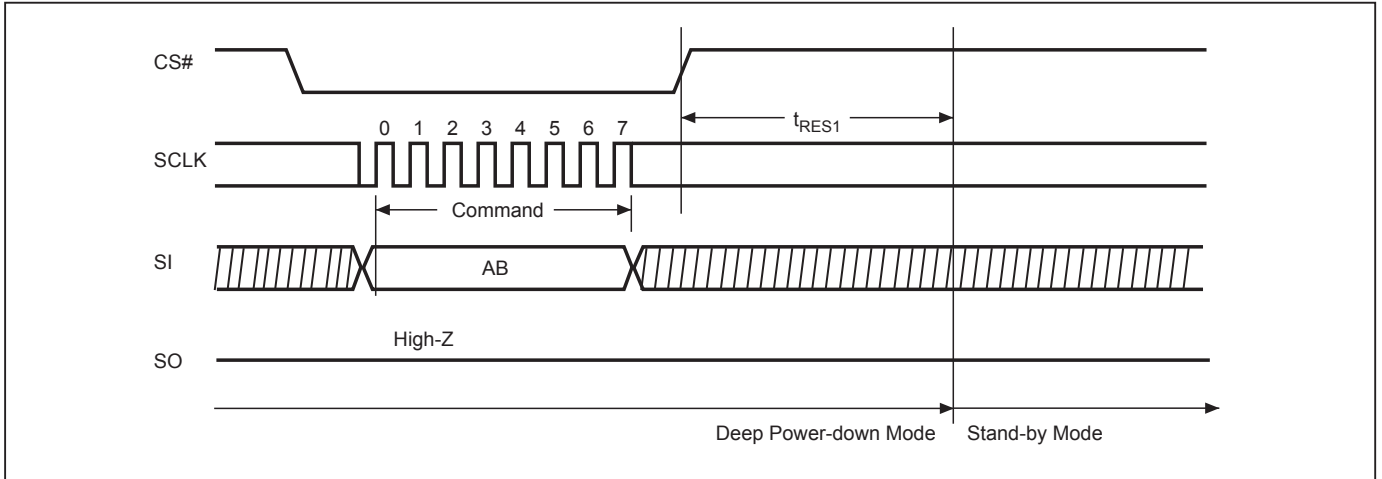 CS#
tRES1
0 1 2 3 4 5 6 7
SCLK
Command
SI
AB
High-Z
SO
Deep Power-down Mode
Stand-by Mode